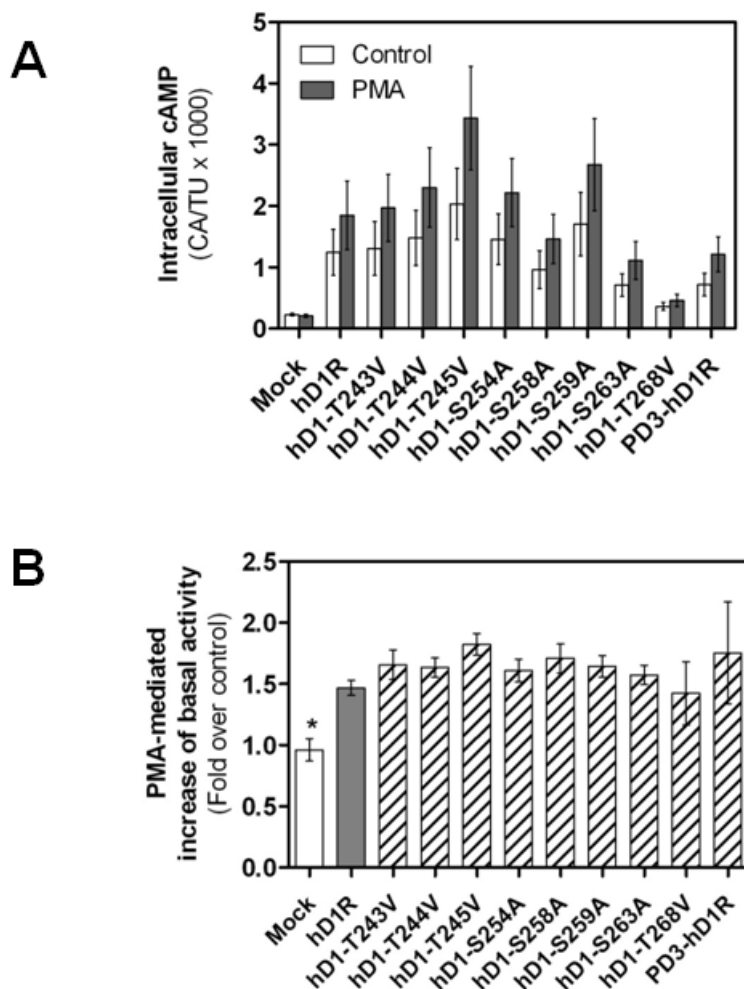 A
Intracellular cAMP
(CA/TU x 1000)
5
4
3
2
1
0
Control
PMA
Mock
hD1R
hD1-T243V
hD1-T244V
hD1-T245V
hD1-S254A
hD1-S258A
hD1-S259A
hD1-S263A
hD1-T268V
PD3-hD1R
B
PMA-mediated
increase of basal activity
(Fold over control)
2.5
2.0
1.5
1.0
0.5
0.0
*
Mock
hD1R
hD1-T243V
hD1-T244V
hD1-T245V
hD1-S254A
hD1-S258A
hD1-S259A
hD1-S263A
hD1-T268V
PD3-hD1R